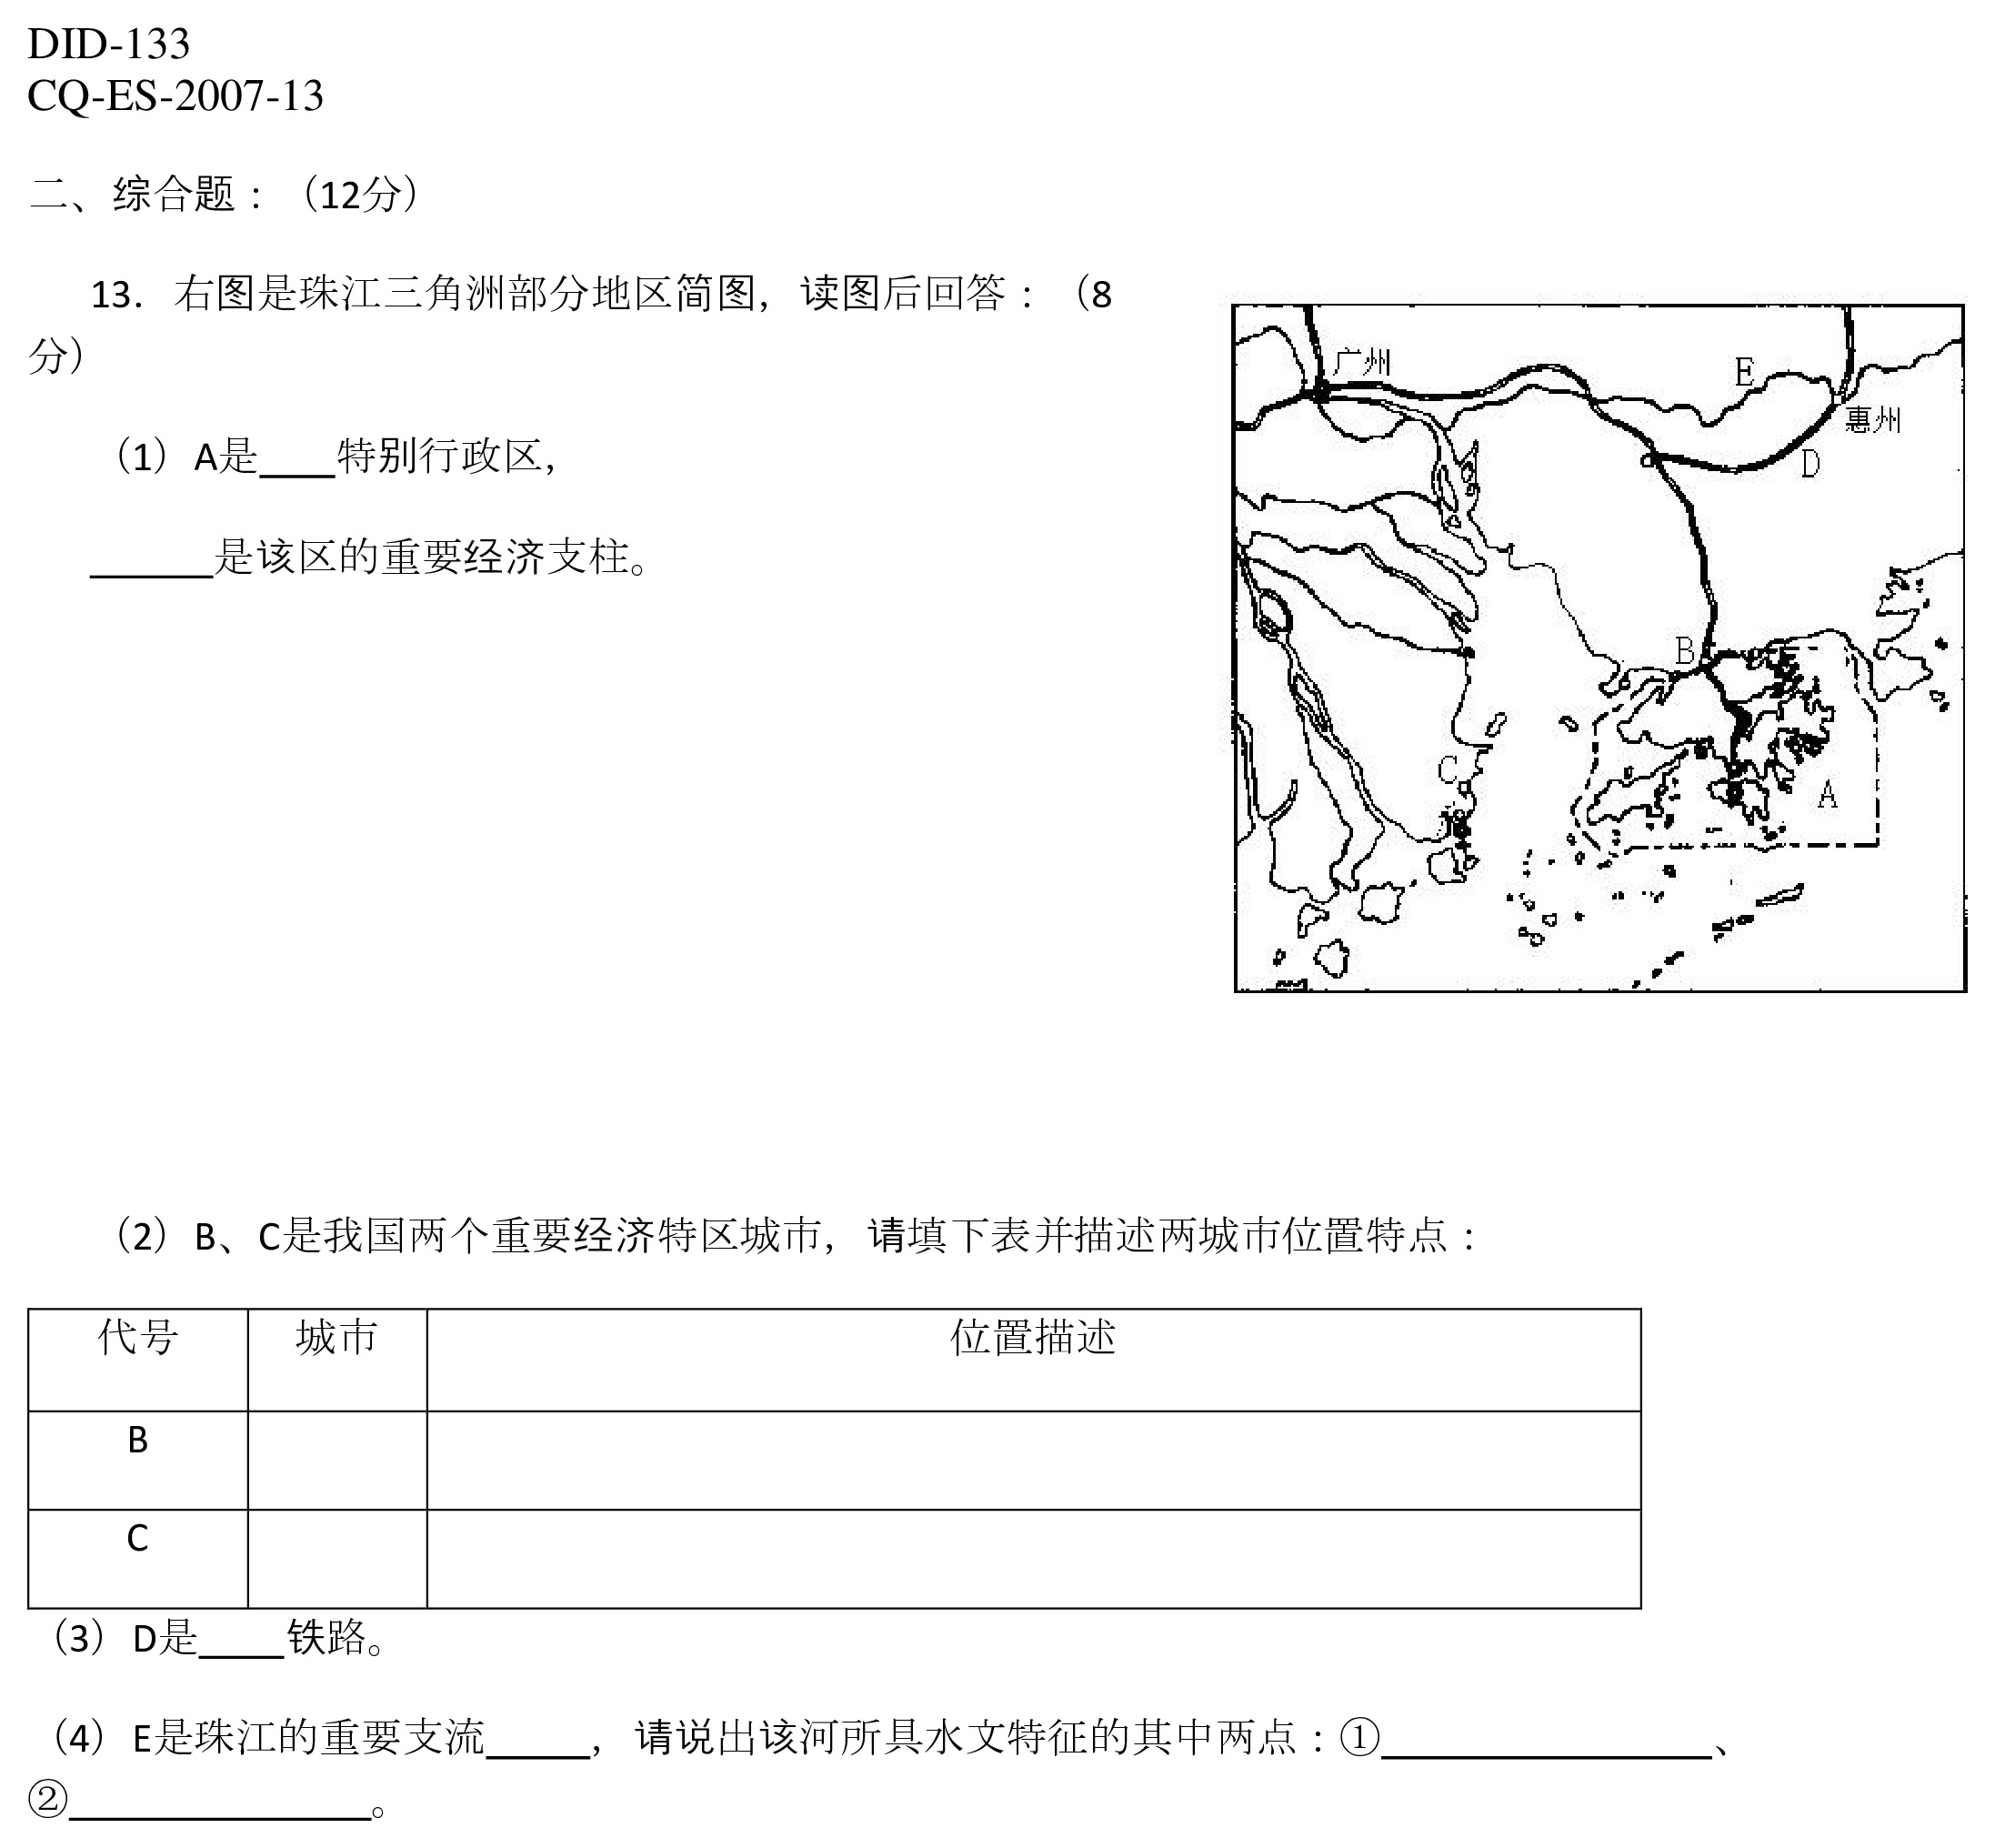 DID-133
CQ-ES-2007-13
二、综合题：（12分）
13． 右图是珠江三角洲部分地区简图，读图后回答：（8
分）
（1）A是____特别行政区，
______是该区的重要经济支柱。
广州
E
惠州
D
B
C
A
（2）B、C是我国两个重要经济特区城市，请填下表并描述两城市位置特点：
代号 城市 位置描述
B
C
（3）D是____铁路。
（4）E是珠江的重要支流_____，请说出该河所具水文特征的其中两点：①________________、
②______________。